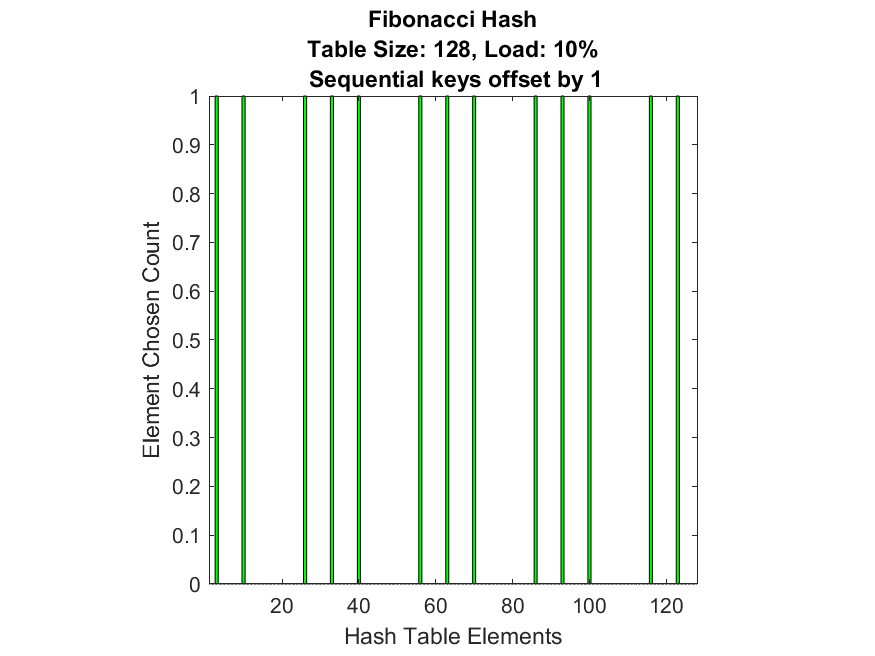 Fibonacci Hash
Table Size: 128, Load: 10%
Sequential keys offset by 1
1
0.9
0.8
0.7
0.6
0.5
0.4
0.3
0.2
0.1
0
Element Chosen Count
20 40 60 80 100 120
Hash Table Elements